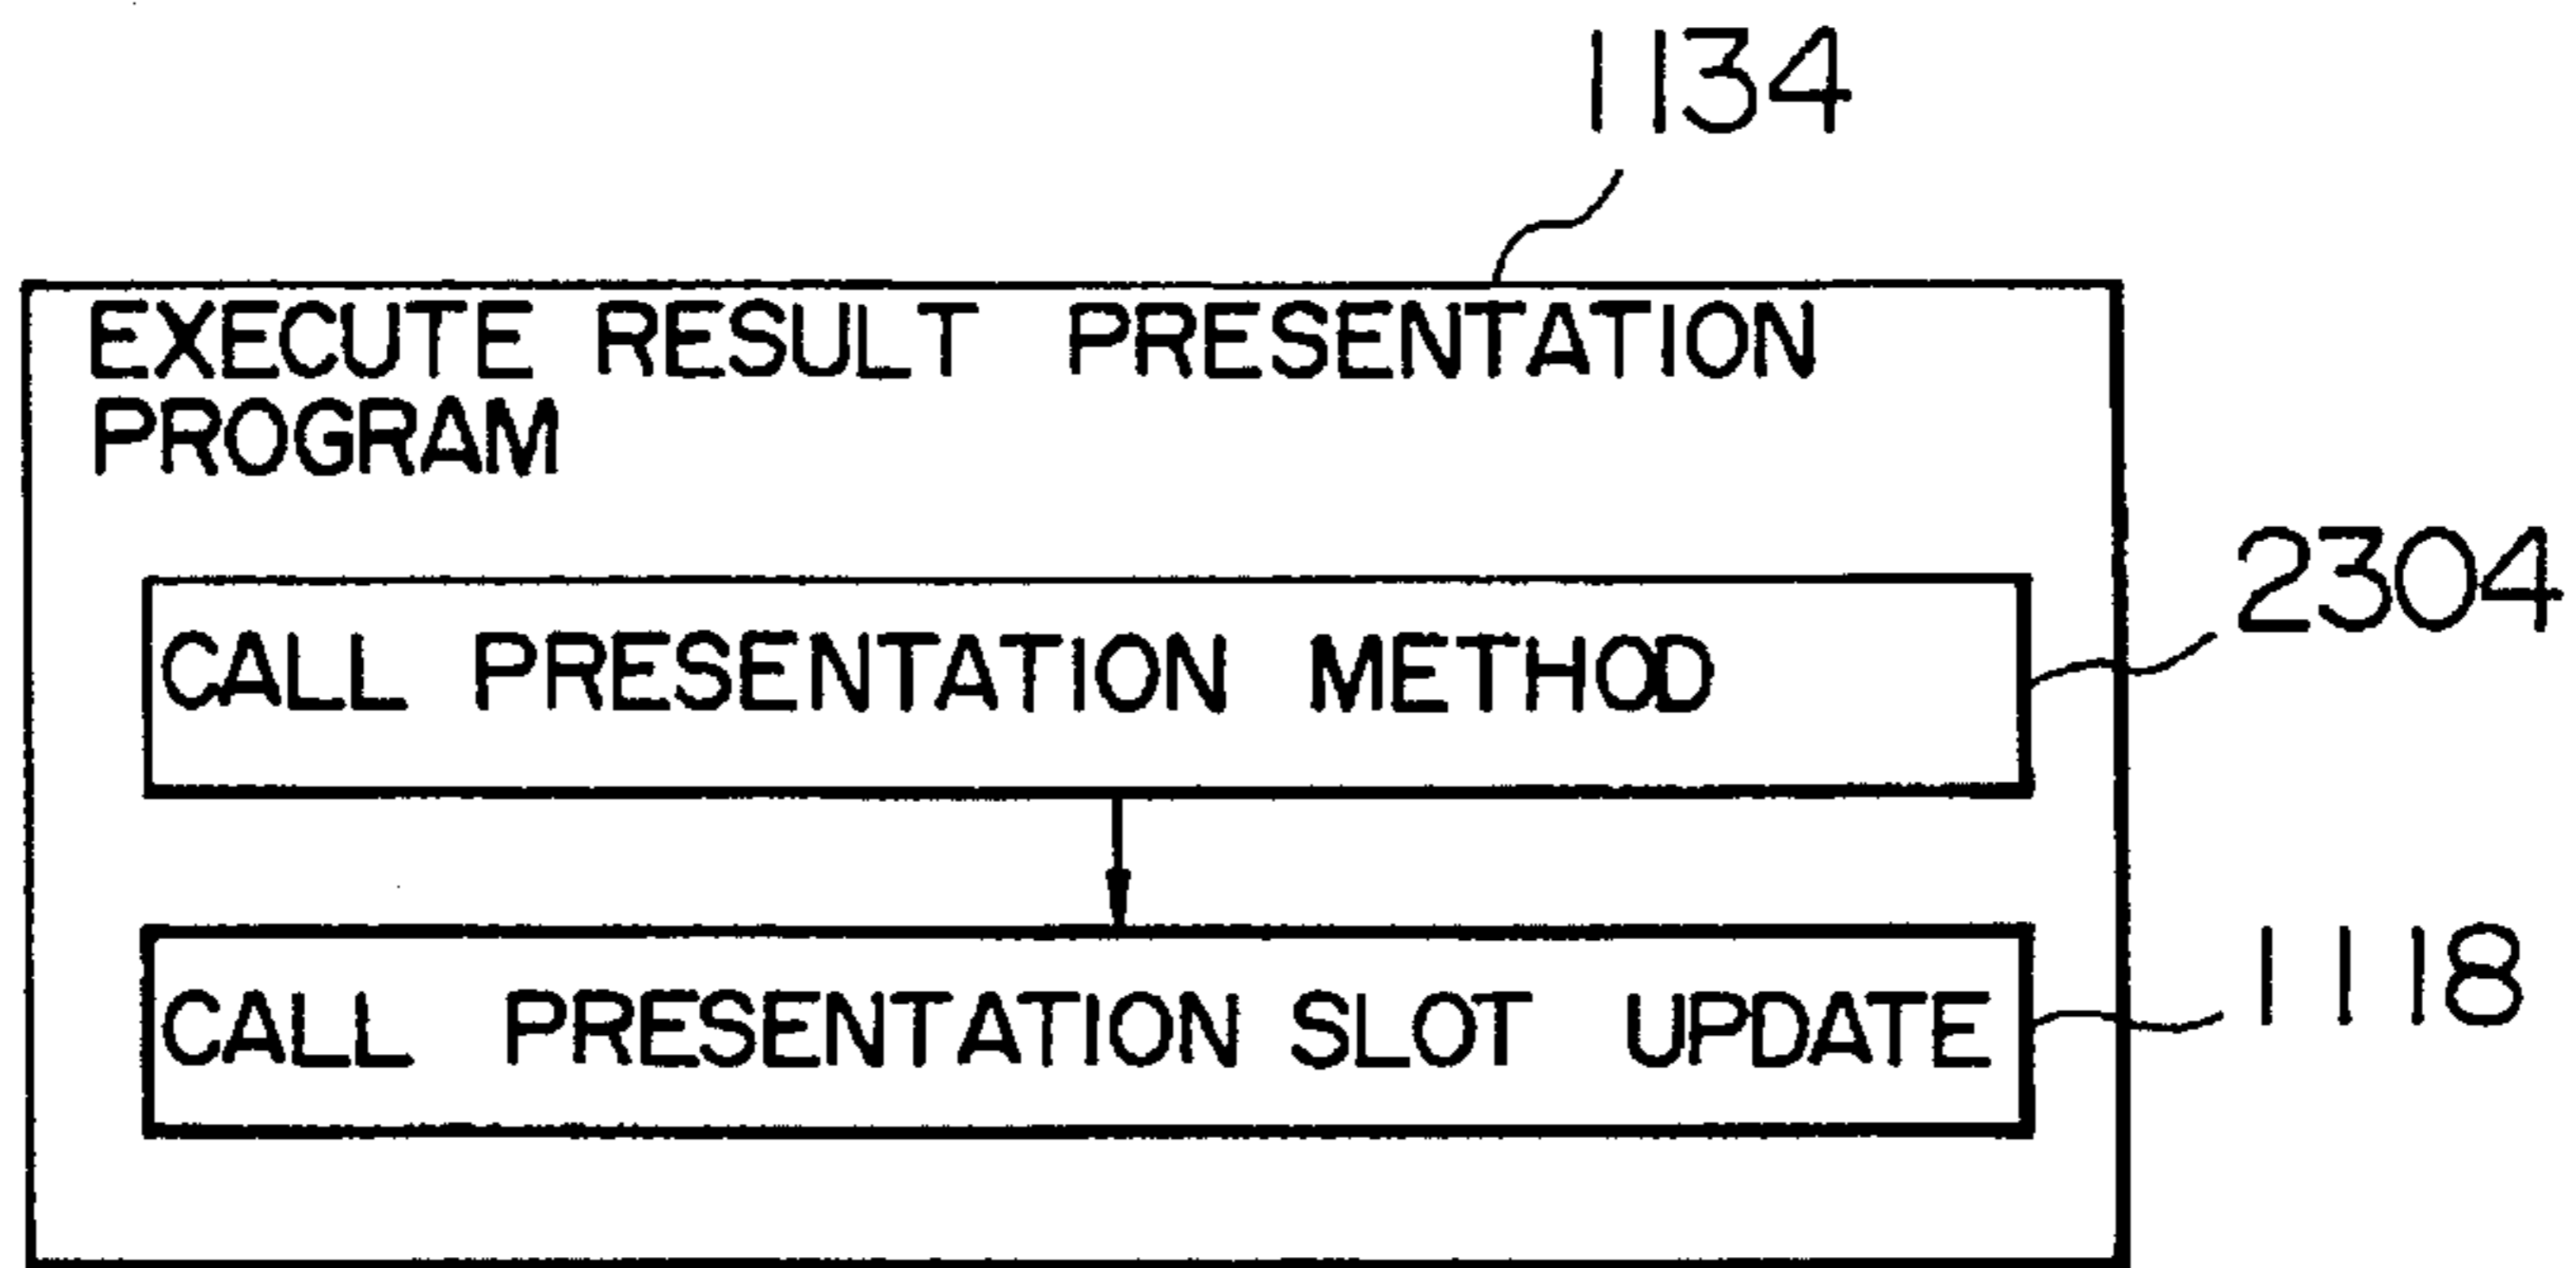 1134
EXECUTE RESULT PRESENTATION
PROGRAM
CALL PRESENTATION METHOD
2304
CALL PRESENTATION SLOT UPDATE
1118